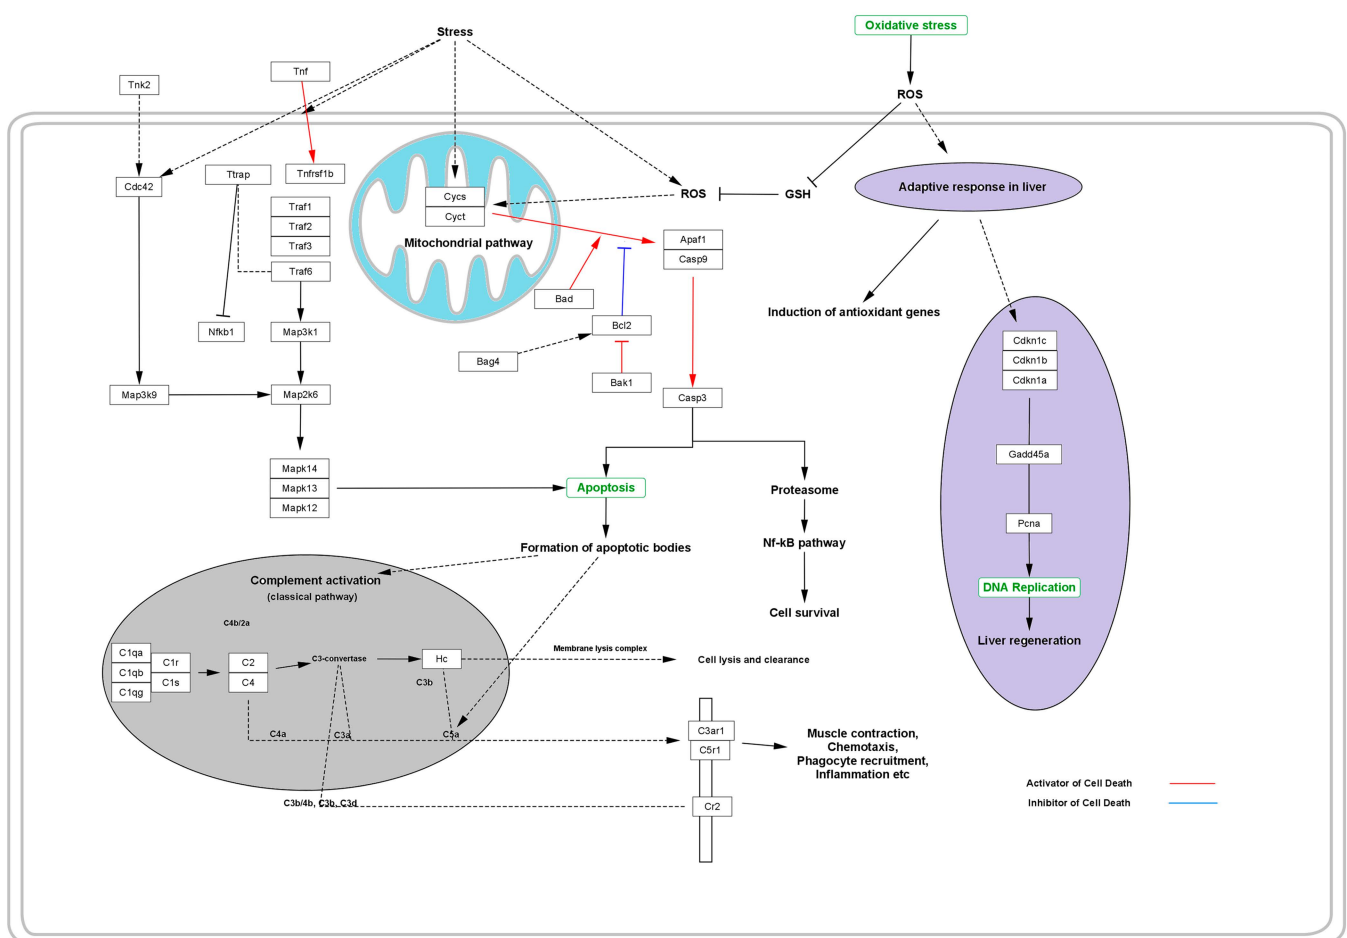 Stress
Oxidative stress
Tnk2
Tnf
ROS
Cdc42
Ttrap
Tnfrsf1b
Traf1
Traf2
Traf3
Traf6
Nfkb1
Map3k1
Map3k9
Map2k6
Mapk14
Mapk13
Mapk12
Cycs
Cyct
Mitochondrial pathway
ROS
GSH
Adaptive response in liver
Apaf1
Casp9
Bad
Bcl2
Bag4
Bak1
Casp3
Induction of antioxidant genes
Cdkn1c
Cdkn1b
Cdkn1a
Gadd45a
Pcna
DNA Replication
Liver regeneration
Apoptosis
Formation of apoptotic bodies
Proteasome
Nf-kB pathway
Cell survival
Complement activation
(classical pathway)
C4b/2a
C1qa
C1qb
C1qg
C1r
C1s
C2
C4
C3-convertase
Hc
C3b
Membrane lysis complex
Cell lysis and clearance
C4a
C3a
C5a
C3ar1
C5r1
Muscle contraction,
Chemotaxis,
Phagocyte recruitment,
Inflammation etc
C3b/4b, C3b, C3d
Cr2
Activator of Cell Death
Inhibitor of Cell Death